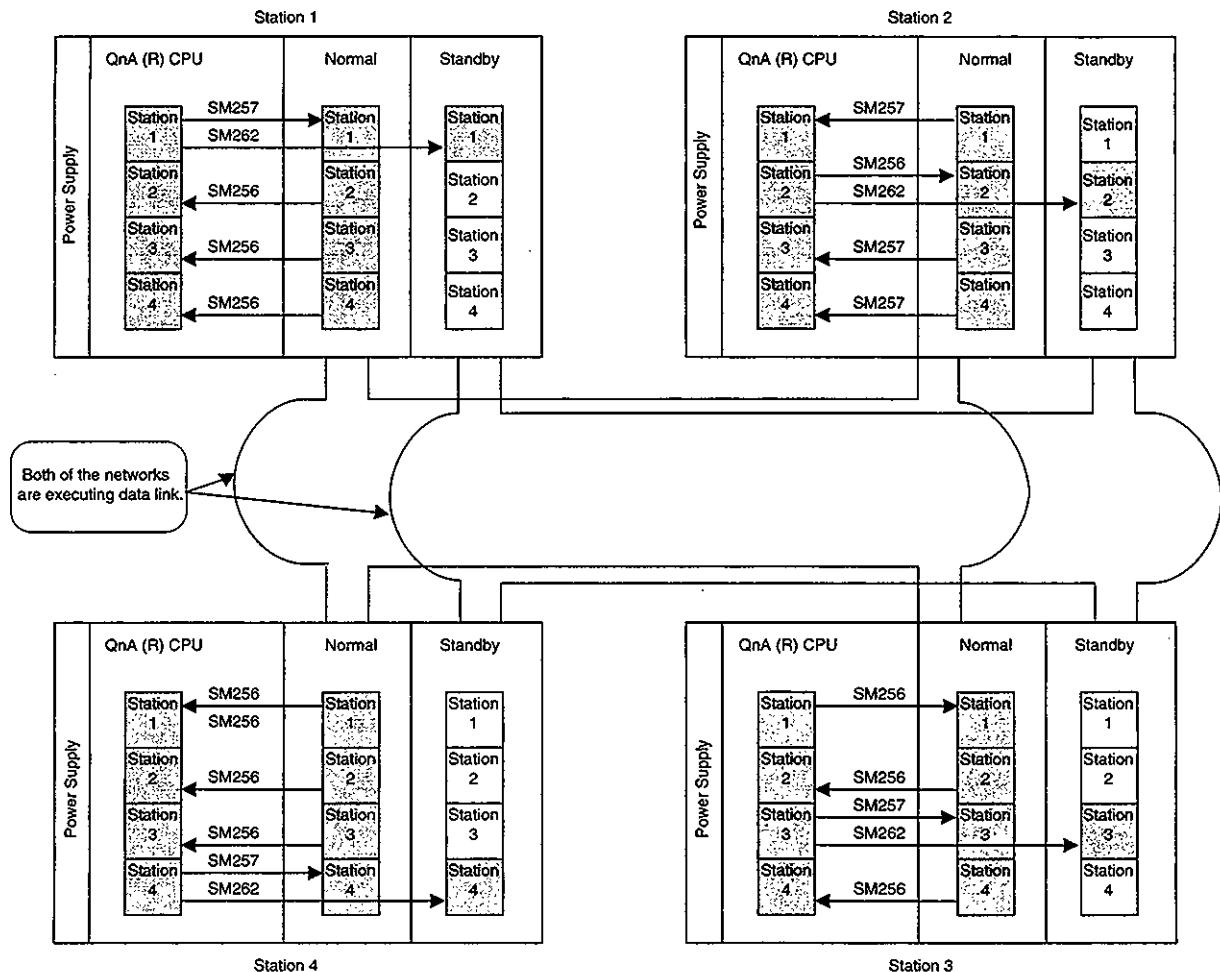 Station 1
Station 2
Power Supply
QnA (R) CPU
Normal
Standby
Station
1
SM257
SM262
Station
1
Station
1
Station
2
SM256
Station
2
Station
2
Station
3
SM256
Station
3
Station
3
Station
4
SM256
Station
4
Station
4
Power Supply
QnA (R) CPU
Normal
Standby
Station
1
SM257
Station
1
Station
1
Station
2
SM256
SM262
Station
2
Station
2
Station
3
SM257
Station
3
Station
3
Station
4
SM257
Station
4
Station
4
Both of the networks
are executing data link.
Power Supply
QnA (R) CPU
Normal
Standby
Station
1
SM256
SM256
Station
1
Station
1
Station
2
SM256
Station
2
Station
2
Station
3
SM256
Station
3
Station
3
Station
4
SM257
SM262
Station
4
Station
4
Power Supply
QnA (R) CPU
Normal
Standby
Station
1
SM256
Station
1
Station
1
Station
2
SM256
Station
2
Station
2
Station
3
SM257
SM262
Station
3
Station
3
Station
4
SM256
Station
4
Station
4
Station 4
Station 3